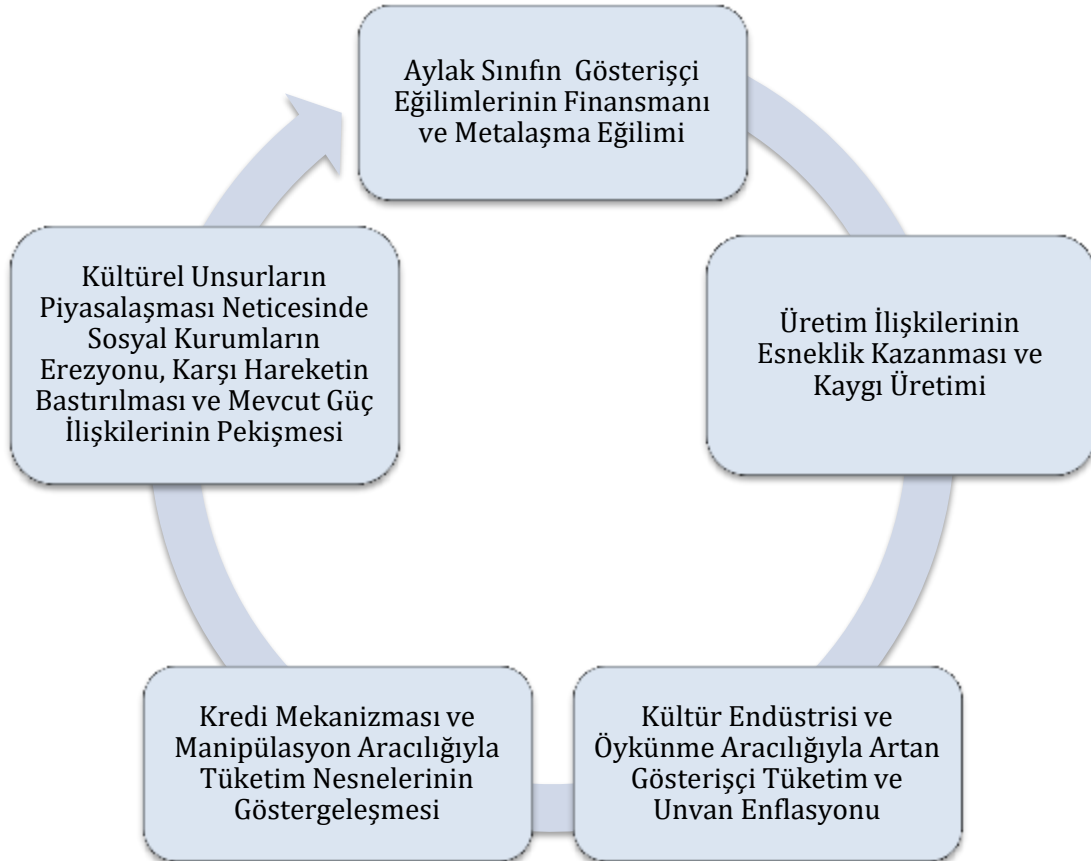 Aylak Sınıfın Gösterişçi
Eğilimlerinin Finansmanı
ve Metalaşma Eğilimi
Üretim İlişkilerinin
Esneklik Kazanması ve
Kaygı Üretimi
Kültür Endüstrisi ve
Öykünme Aracılığıyla Artan
Gösterişçi Tüketim ve
Unvan Enflasyonu
Kredi Mekanizması ve
Manipülasyon Aracılığıyla
Tüketim Nesnelerinin
Göstergeleşmesi
Kültürel Unsurların
Piyasalaşması Neticesinde
Sosyal Kurumların
Erezyonu, Karşı Hareketin
Bastırılması ve Mevcut Güç
İlişkilerinin Pekişmesi